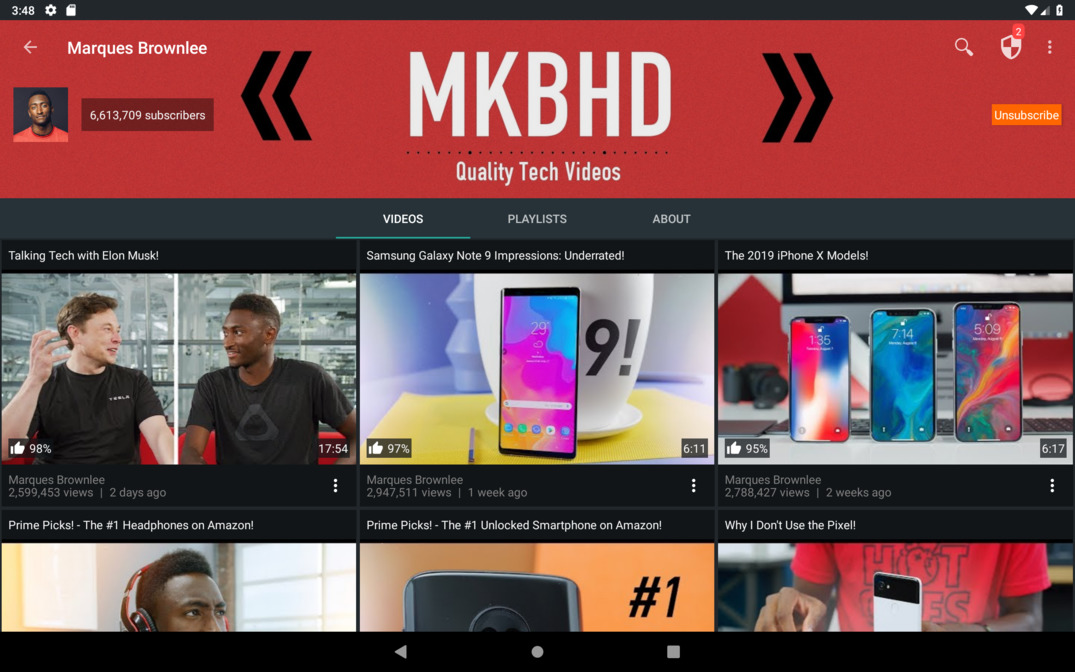 3:48
Marques Brownlee
2
MKBHD
6,613,709 subscribers
Unsubscribe
Quality Tech Videos
VIDEOS
PLAYLISTS
ABOUT
Talking Tech with Elon Musk!
Samsung Galaxy Note 9 Impressions: Underrated!
The 2019 iPhone X Models!
TESLA
29°
9!
1:35
7:14
5:09
98%
17:54
97%
6:11
95%
6:17
Marques Brownlee
2,599,453 views | 2 days ago
Marques Brownlee
2,947,511 views | 1 week ago
Marques Brownlee
2,788,427 views | 2 weeks ago
Prime Picks! - The #1 Headphones on Amazon!
Prime Picks! - The #1 Unlocked Smartphone on Amazon!
Why I Don't Use the Pixel!
#1
HOT